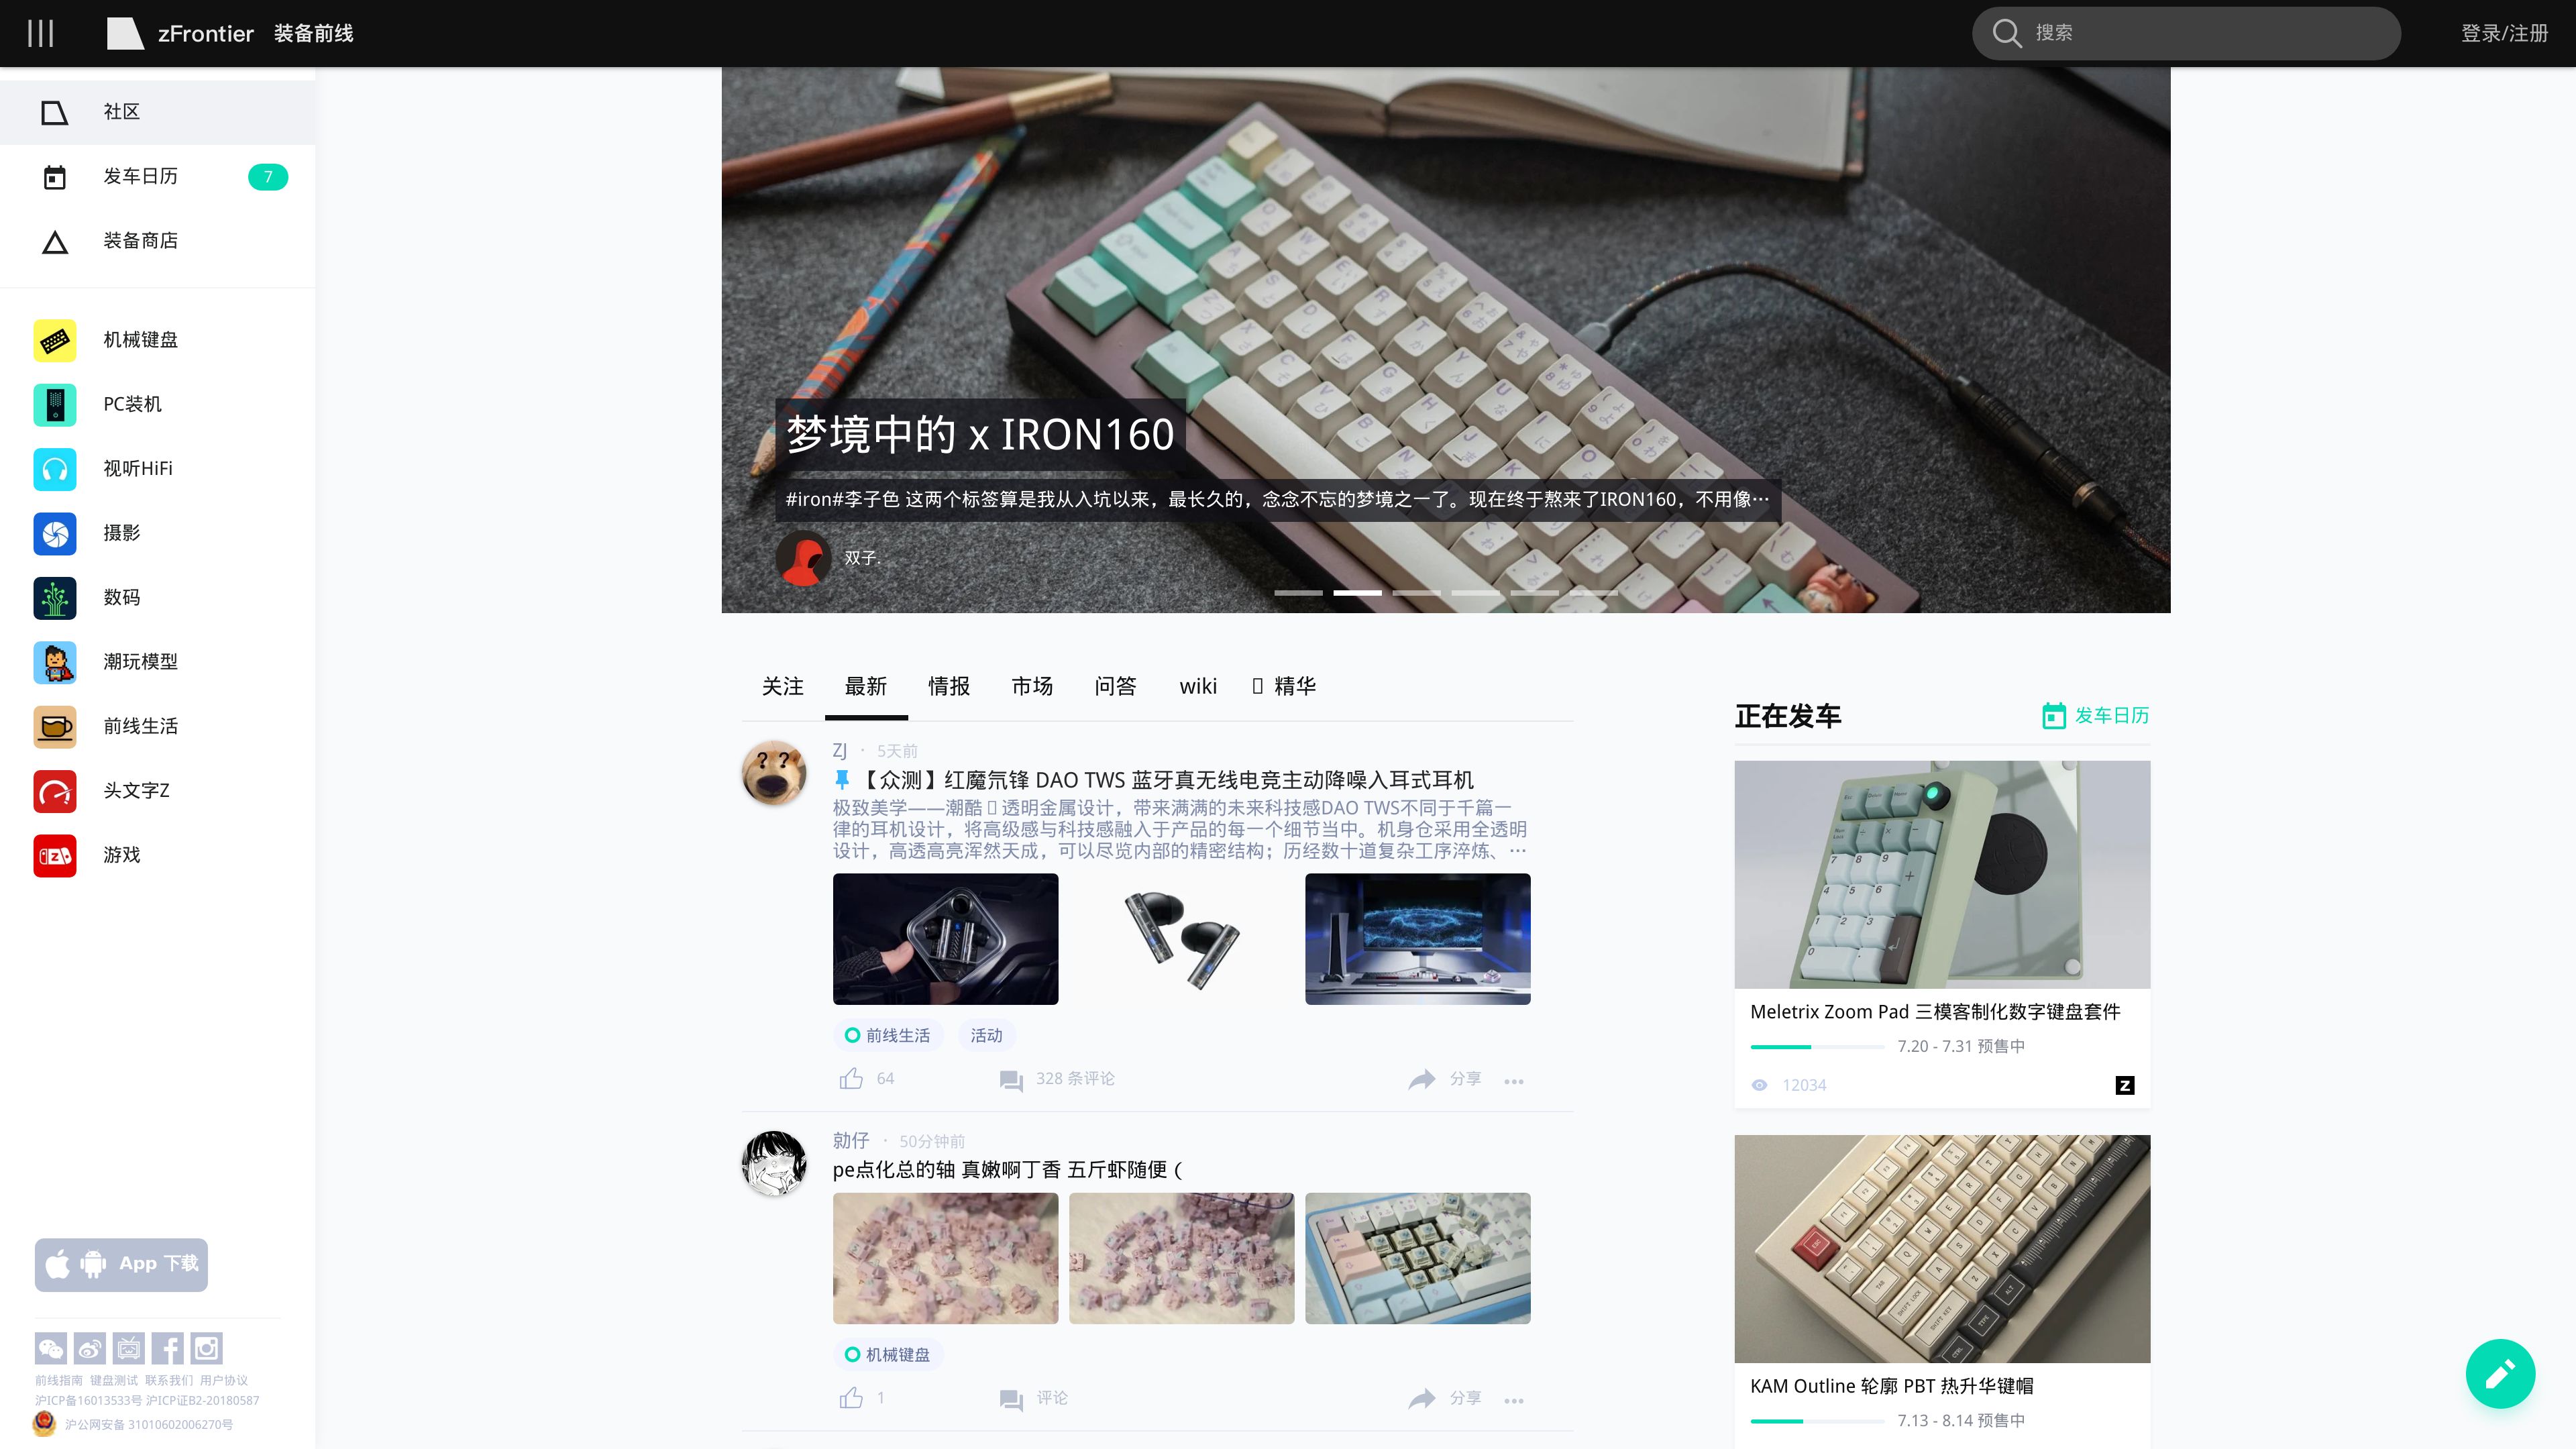 zFrontier 装备前线
搜索
登录/注册
社区
发车日历
7
装备商店
机械键盘
PC装机
视听HiFi
摄影
数码
潮玩模型
前线生活
头文字Z
游戏
App 下载
前线指南 键盘测试 联系我们 用户协议
沪ICP备16013533号 沪ICP证B2-20180587
沪公网安备 31010602006270号
梦境中的 x IRON160
#iron#李子色 这两个标签算是我从入坑以来，最长久的，念念不忘的梦境之一了。现在终于熬来了IRON160，不用像…
双子.
关注 最新 情报 市场 问答 wiki 精华
ZJ · 5天前
【众测】红魔氘锋 DAO TWS 蓝牙真无线电竞主动降噪入耳式耳机
极致美学——潮酷 透明金属设计，带来满满的未来科技感DAO TWS不同于千篇一
律的耳机设计，将高级感与科技感融入于产品的每一个细节当中。机身仓采用全透明
设计，高透高亮浑然天成，可以尽览内部的精密结构；历经数十道复杂工序淬炼、…
前线生活 活动
64 328 条评论 分享
勍仔 · 50分钟前
pe点化总的轴 真嫩啊丁香 五斤虾随便（
机械键盘
1 评论 分享
正在发车
发车日历
Meletrix Zoom Pad 三模客制化数字键盘套件
7.20 - 7.31 预售中
12034
KAM Outline 轮廓 PBT 热升华键帽
7.13 - 8.14 预售中